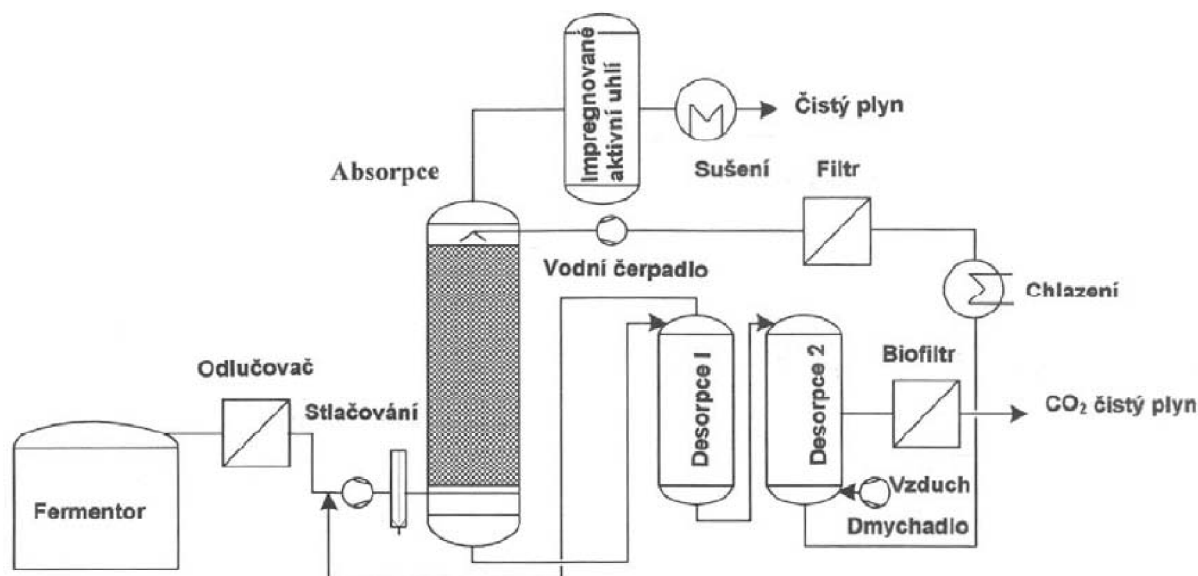 Impregnované
aktivní uhlí
Čistý plyn
Sušení
Filtr
Absorpce
Vodní čerpadlo
Chlazení
Odlučovač
Stlačování
Desorpce I
Desorpce 2
Biofiltr
CO₂ čistý plyn
Fermentor
Vzduch
Dmychadlo